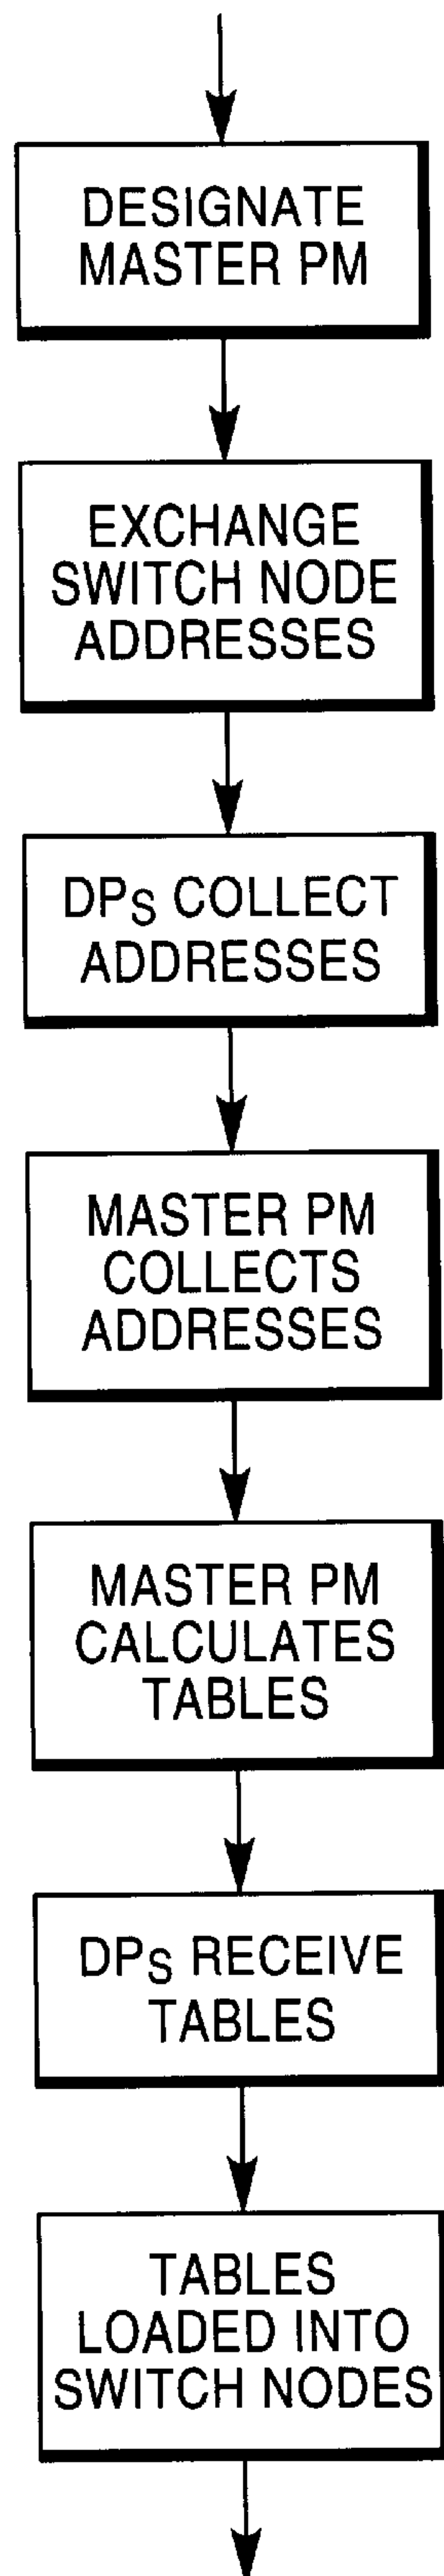 DESIGNATE
MASTER PM
EXCHANGE
SWITCH NODE
ADDRESSES
DPS COLLECT
ADDRESSES
MASTER PM
COLLECTS
ADDRESSES
MASTER PM
CALCULATES
TABLES
DPS RECEIVE
TABLES
TABLES
LOADED INTO
SWITCH NODES